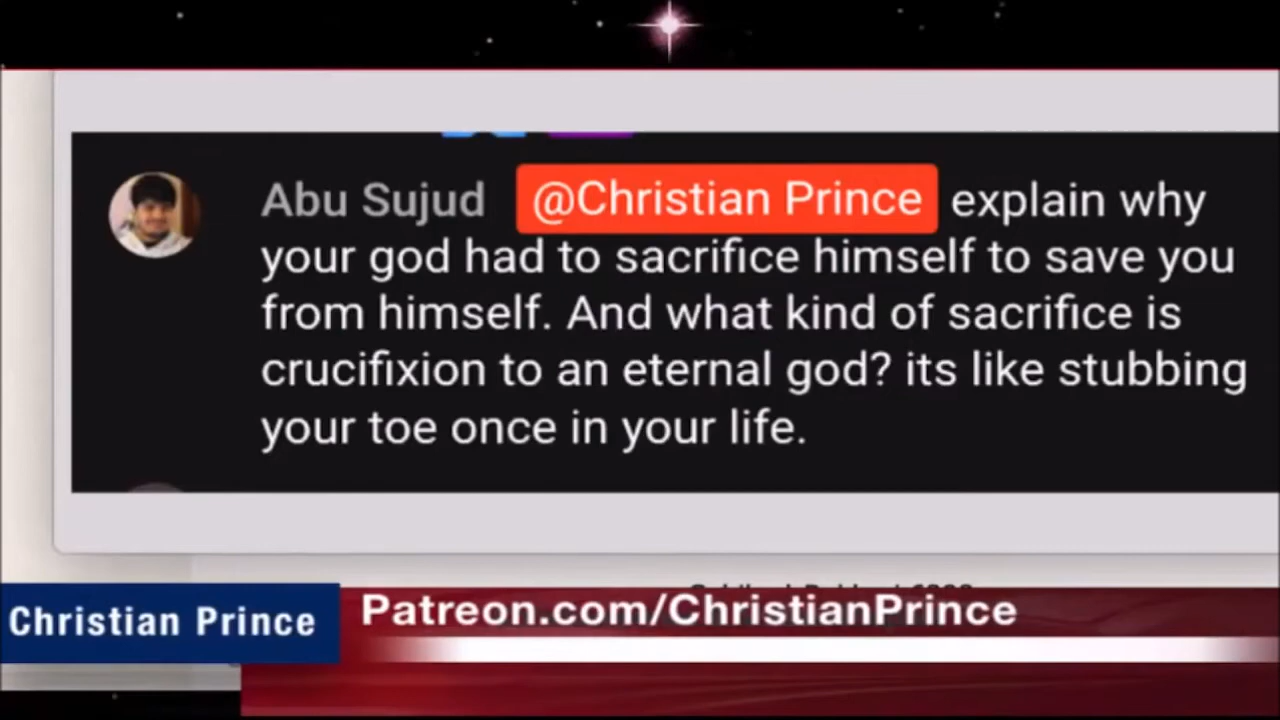 Abu Sujud @Christian Prince explain why
your god had to sacrifice himself to save you
from himself. And what kind of sacrifice is
crucifixion to an eternal god? its like stubbing
your toe once in your life.
Christian Prince
Patreon.com/ChristianPrince